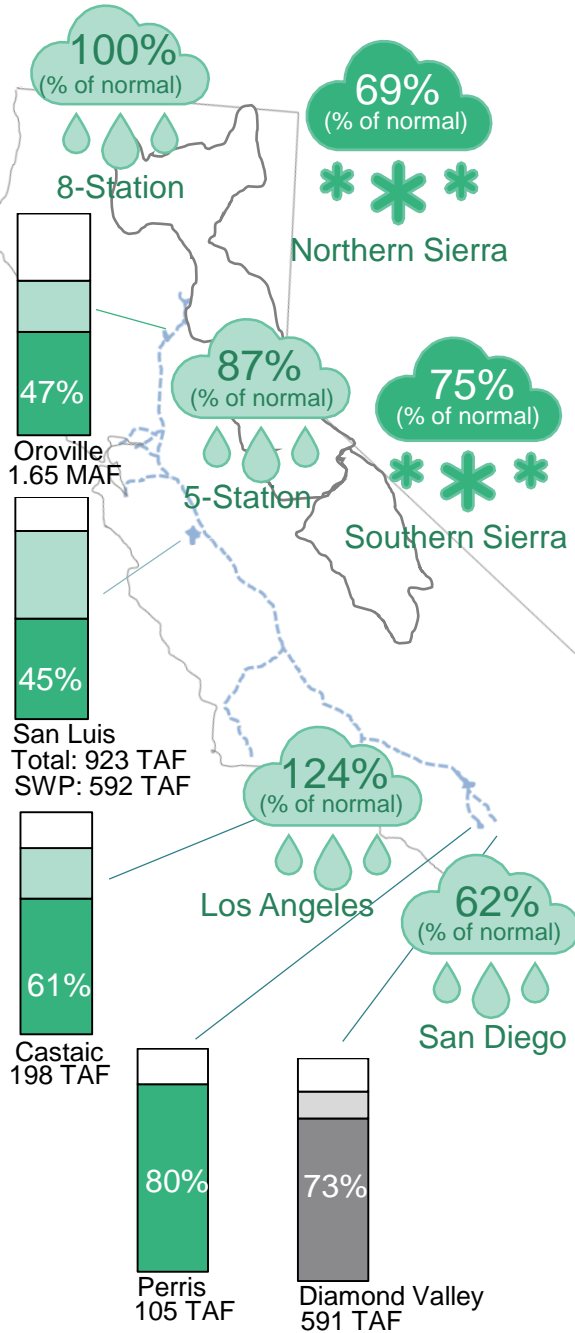 100%
(% of normal)
8-Station
69%
(% of normal)
Northern Sierra
47%
Oroville
1.65 MAF
87%
(% of normal)
5-Station
75%
(% of normal)
Southern Sierra
45%
San Luis
Total: 923 TAF
SWP: 592 TAF
124%
(% of normal)
Los Angeles
62%
(% of normal)
San Diego
61%
Castaic
198 TAF
80%
Perris
105 TAF
73%
Diamond Valley
591 TAF